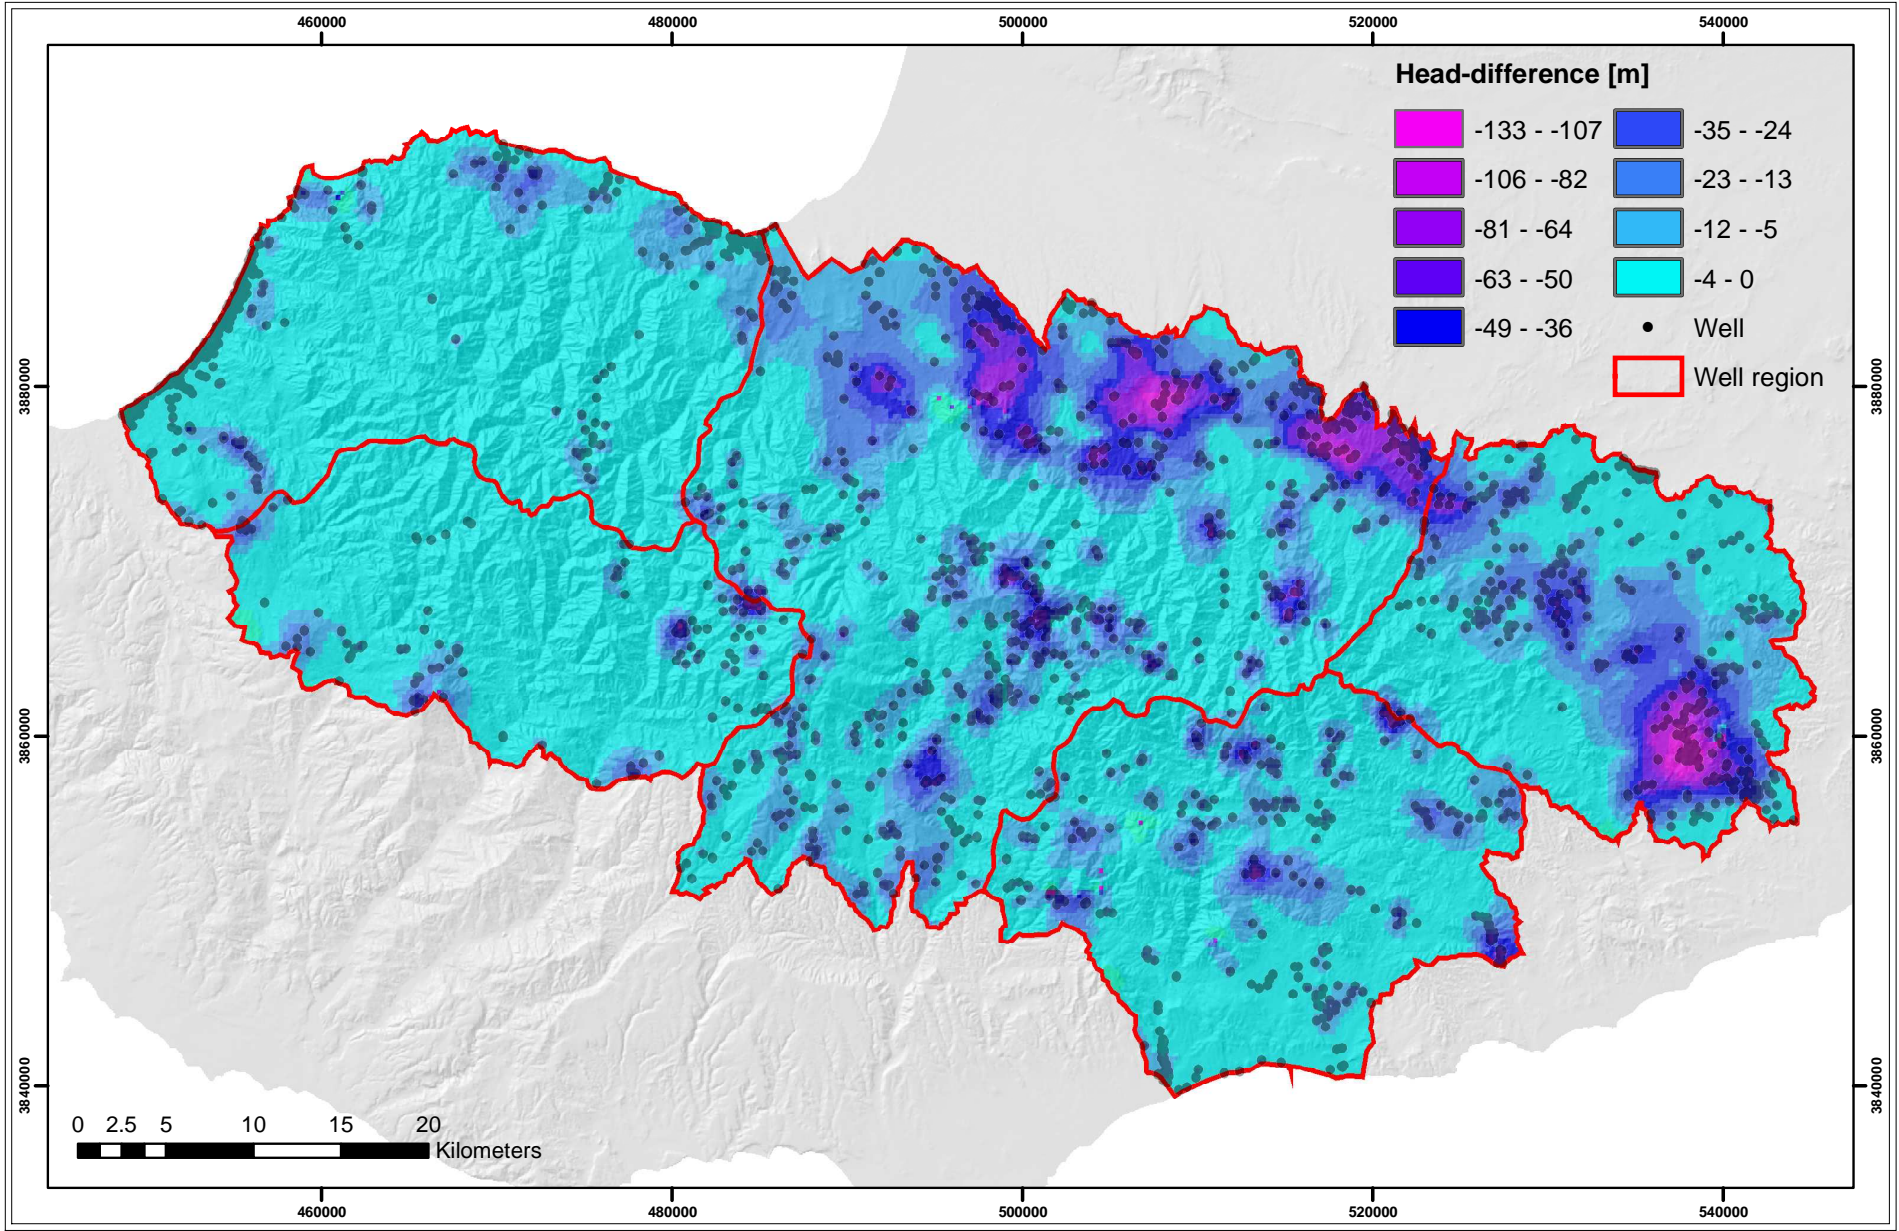 460000 480000 500000 520000 540000
Head-difference [m]
-133 - -107
-106 - -82
-81 - -64
-63 - -50
-49 - -36
-35 - -24
-23 - -13
-12 - -5
-4 - 0
Well
Well region
3880000
3860000
3840000
3880000
3860000
3840000
0 2.5 5 10 15 20
Kilometers
460000 480000 500000 520000 540000